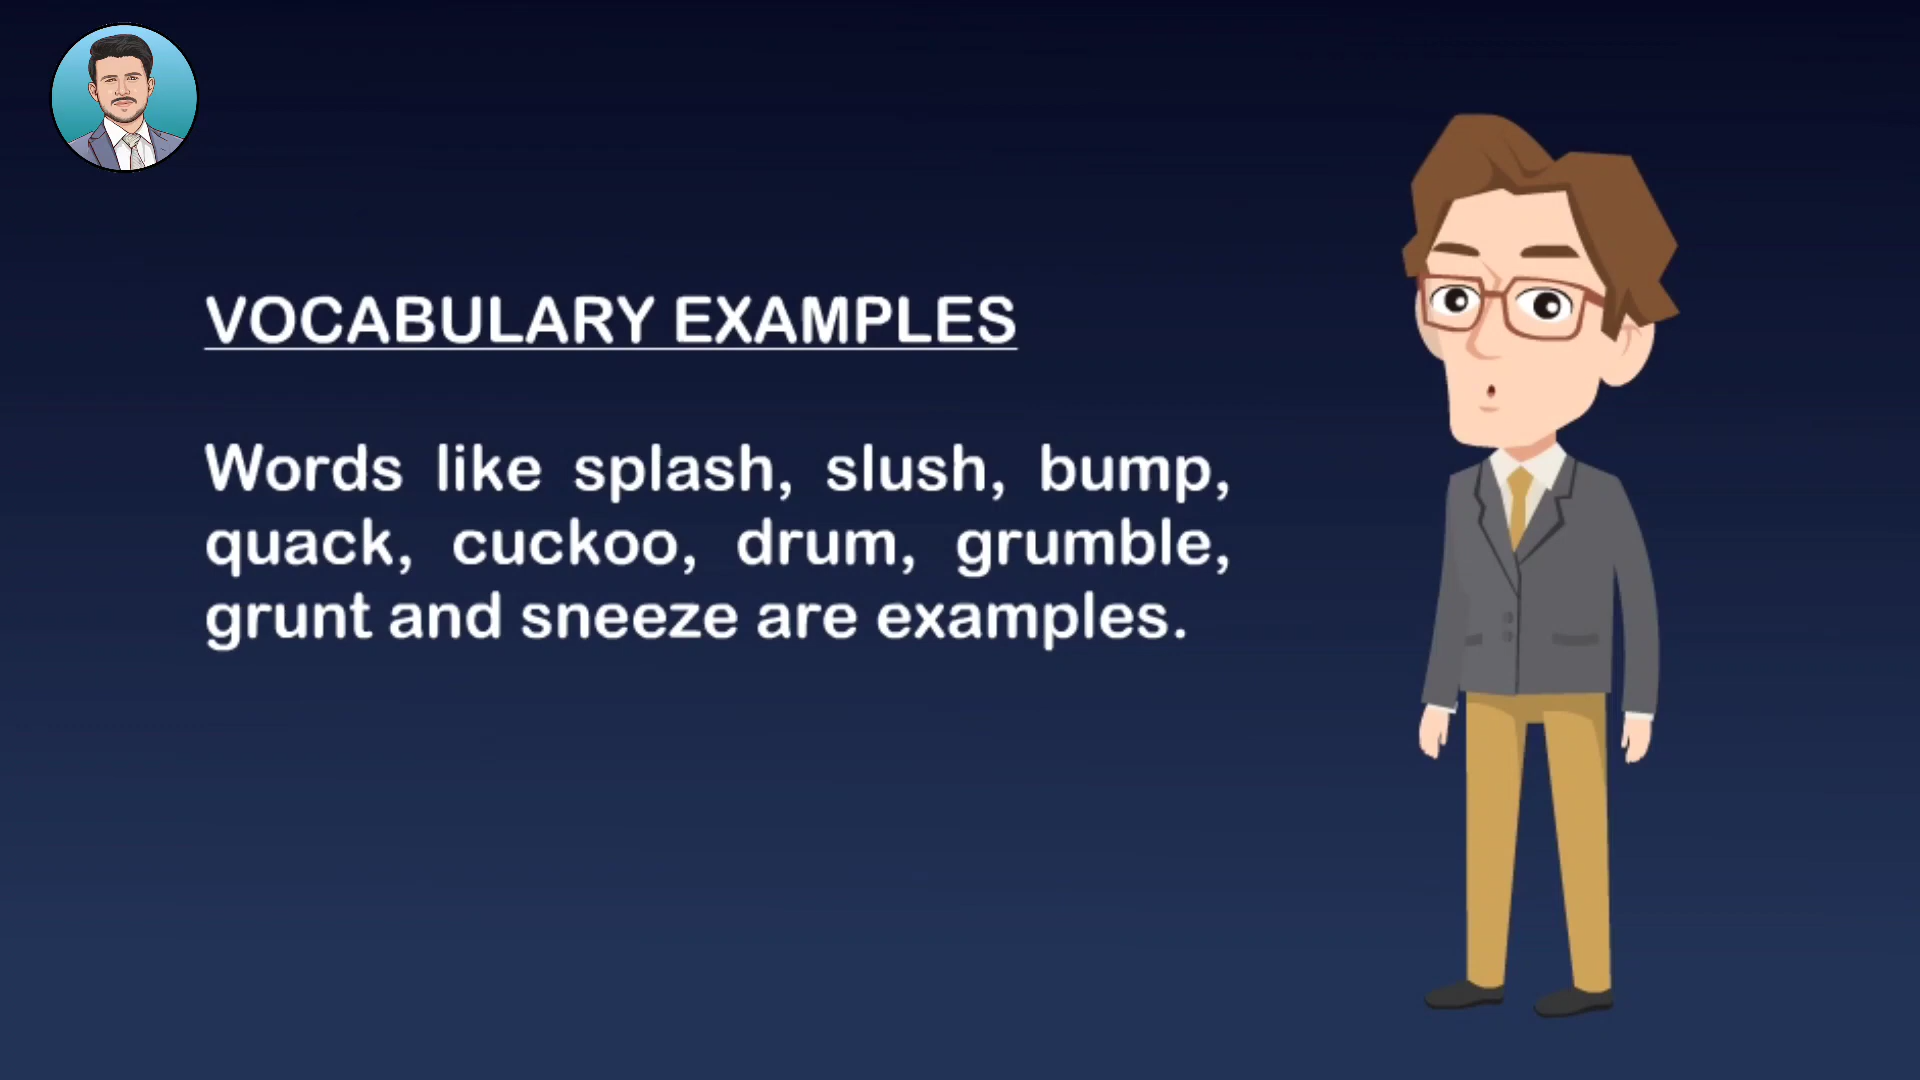 VOCABULARY EXAMPLES
Words like splash, slush, bump,
quack, cuckoo, drum, grumble,
grunt and sneeze are examples.